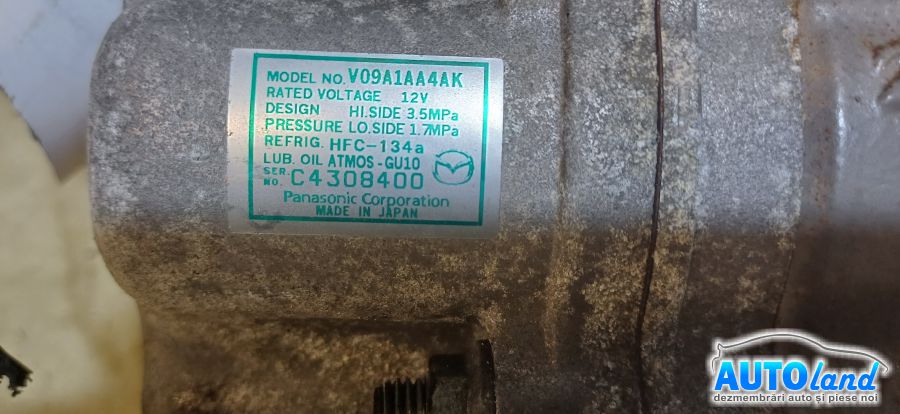 MODEL NO. V09A1AA4AK
RATED VOLTAGE 12V
DESIGN HI.SIDE 3.5MPa
PRESSURE LO.SIDE 1.7MPa
REFRIG. HFC-134a
LUB. OIL ATMOS-GU10
SER. NO. C4308400
Panasonic Corporation
MADE IN JAPAN
AUTOland
dezmembrări auto și piese noi